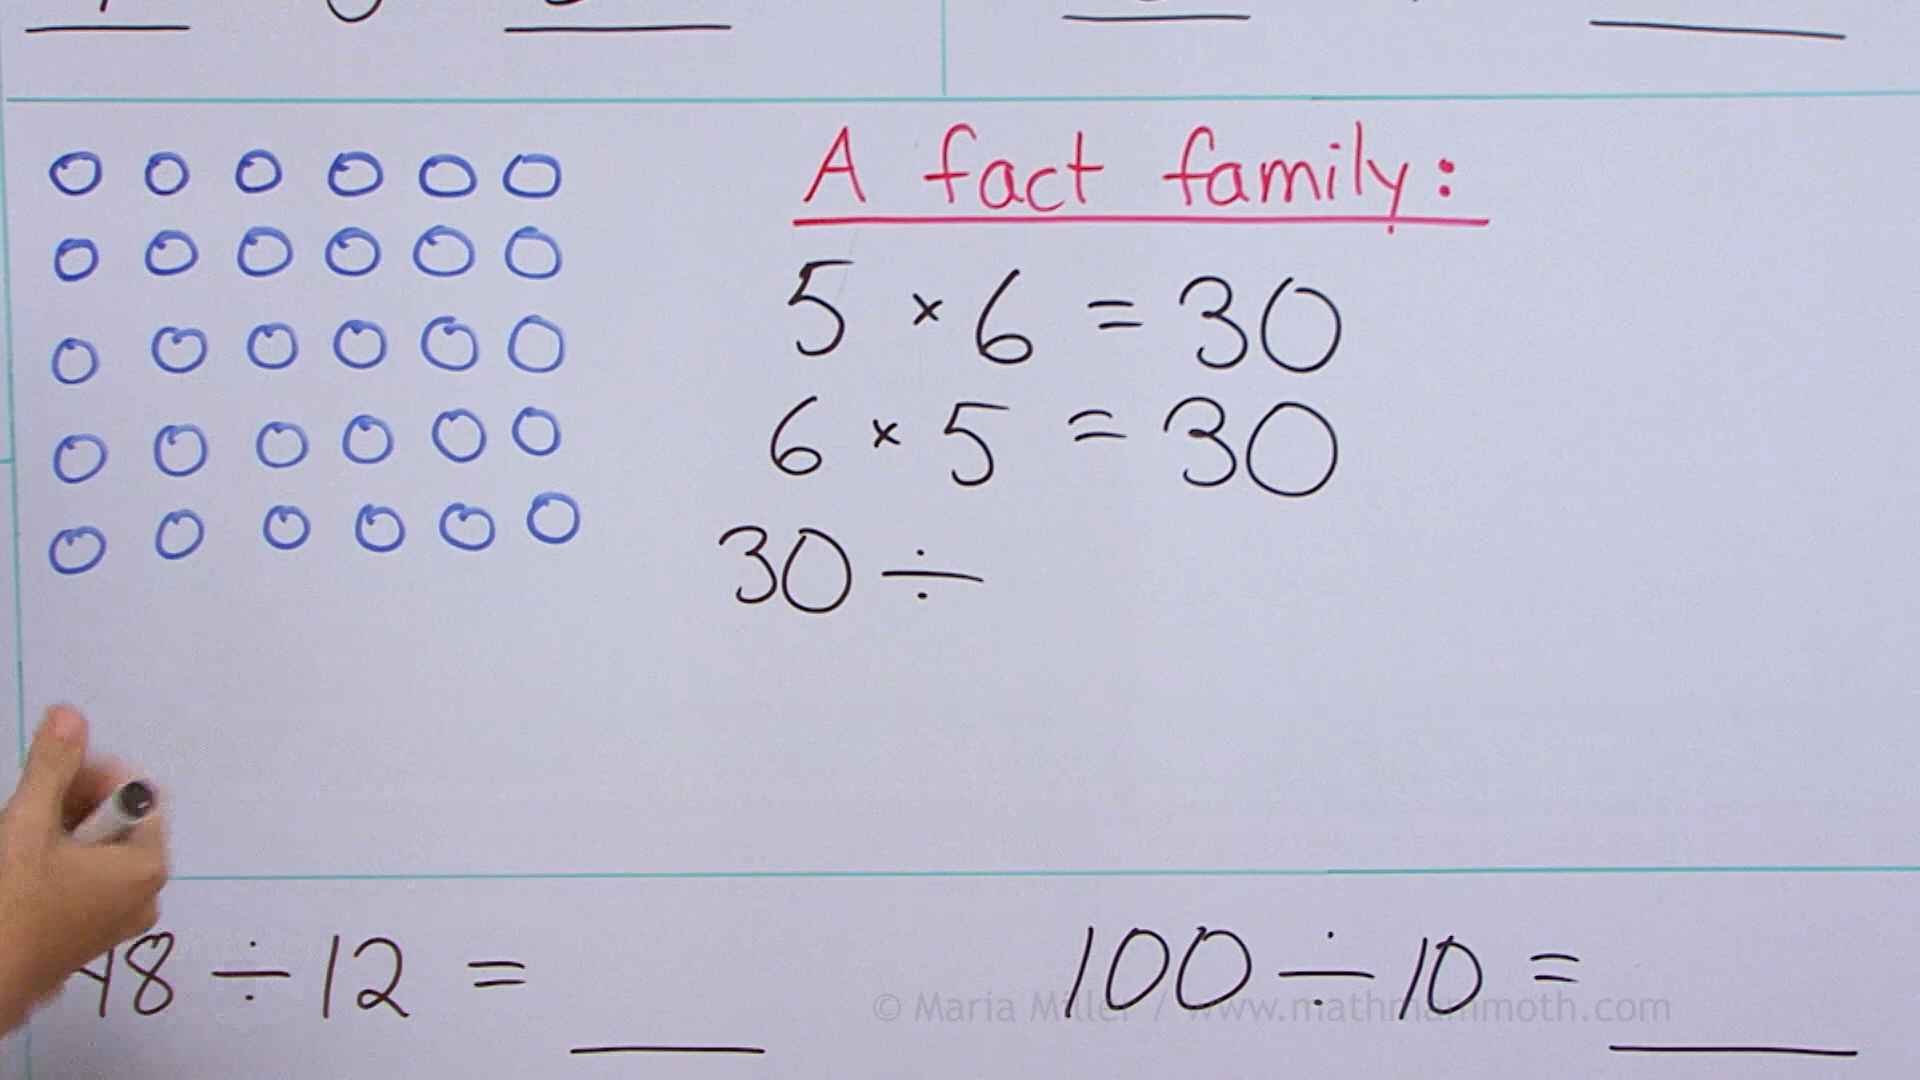 A fact family:
5 × 6 = 30
6 × 5 = 30
30 ÷
48 ÷ 12 =
100 ÷ 10 =
© Maria Miller / www.mathmammoth.com